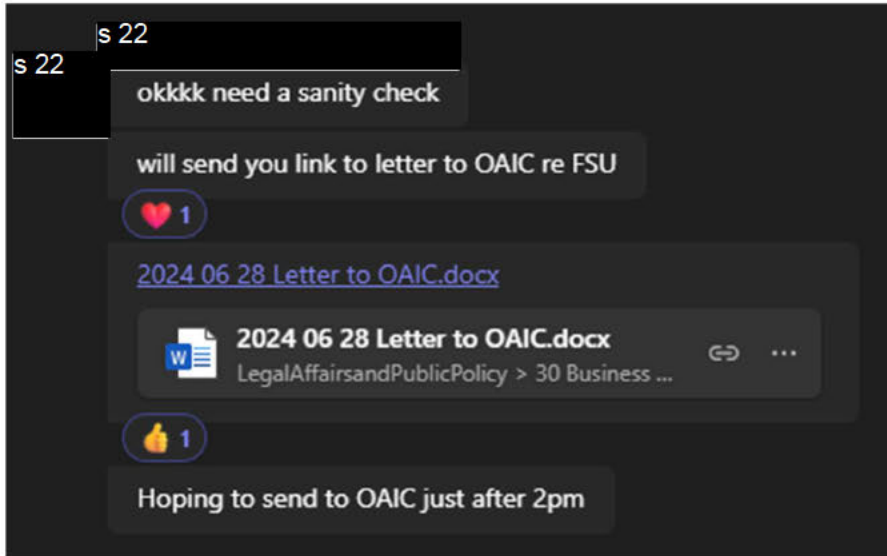 s 22
s 22
okkkk need a sanity check
will send you link to letter to OAIC re FSU
❤️ 1
2024 06 28 Letter to OAIC.docx
W
2024 06 28 Letter to OAIC.docx
LegalAffairsandPublicPolicy > 30 Business ...
👍 1
Hoping to send to OAIC just after 2pm